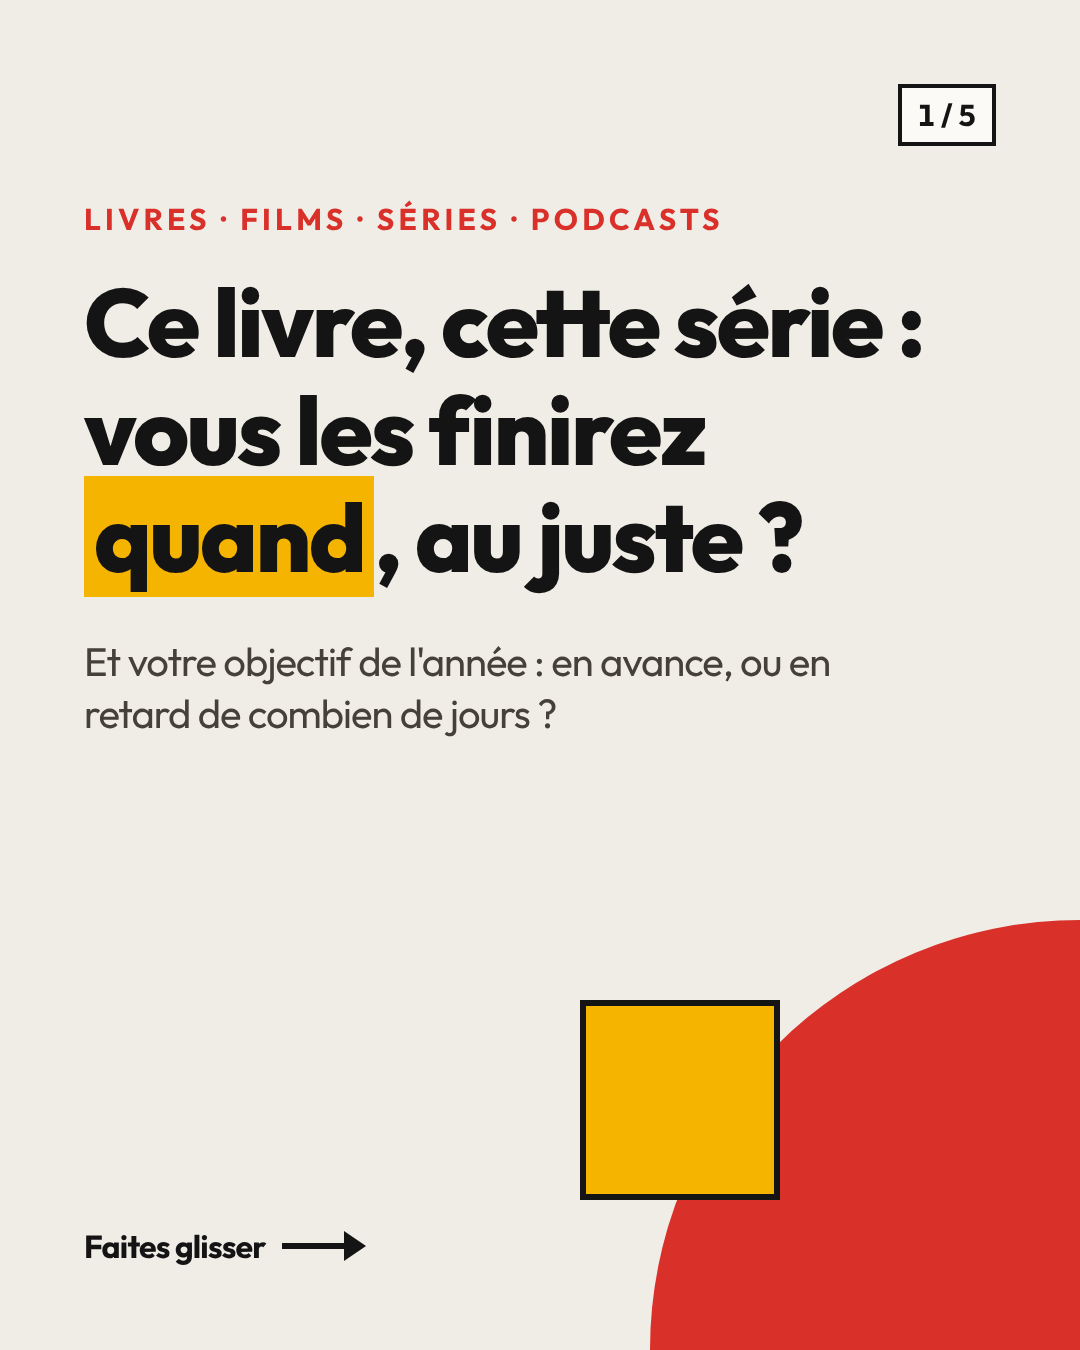 1 / 5
LIVRES · FILMS · SÉRIES · PODCASTS
Ce livre, cette série :
vous les finirez
quand, au juste ?
Et votre objectif de l'année : en avance, ou en
retard de combien de jours ?
Faites glisser